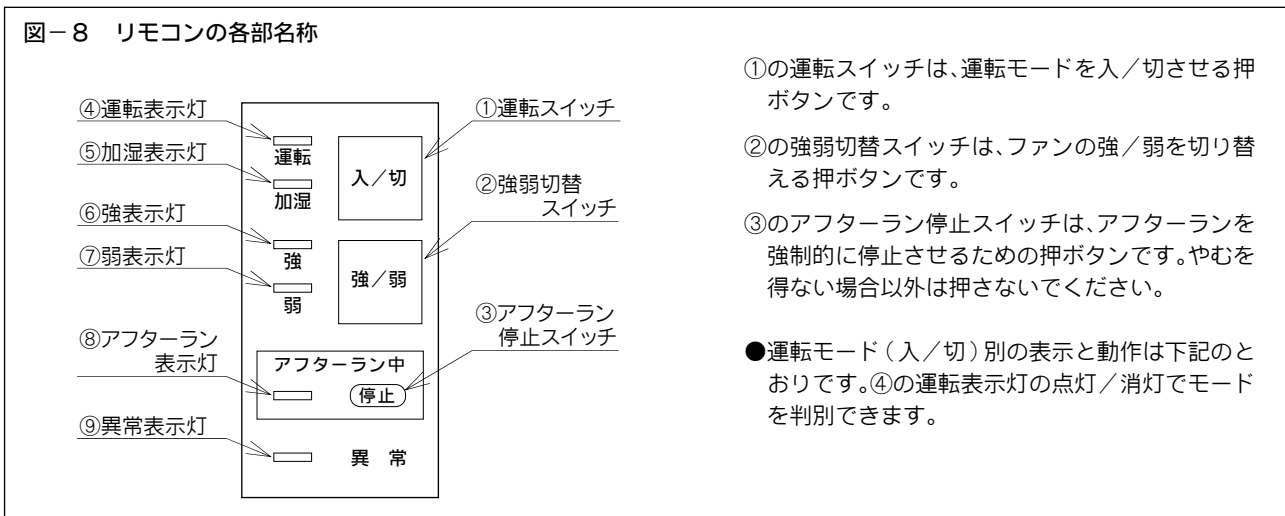 図－8　リモコンの各部名称
④運転表示灯
⑤加湿表示灯
⑥強表示灯
⑦弱表示灯
⑧アフターラン
表示灯
⑨異常表示灯
運転
加湿
入／切
強
弱
強／弱
アフターラン中
停止
異　常
①運転スイッチ
②強弱切替
スイッチ
③アフターラン
停止スイッチ
①の運転スイッチは、運転モードを入／切させる押
ボタンです。
②の強弱切替スイッチは、ファンの強／弱を切り替
える押ボタンです。
③のアフターラン停止スイッチは、アフターランを
強制的に停止させるための押ボタンです。やむを
得ない場合以外は押さないでください。
●運転モード（入／切）別の表示と動作は下記のと
おりです。④の運転表示灯の点灯／消灯でモード
を判別できます。